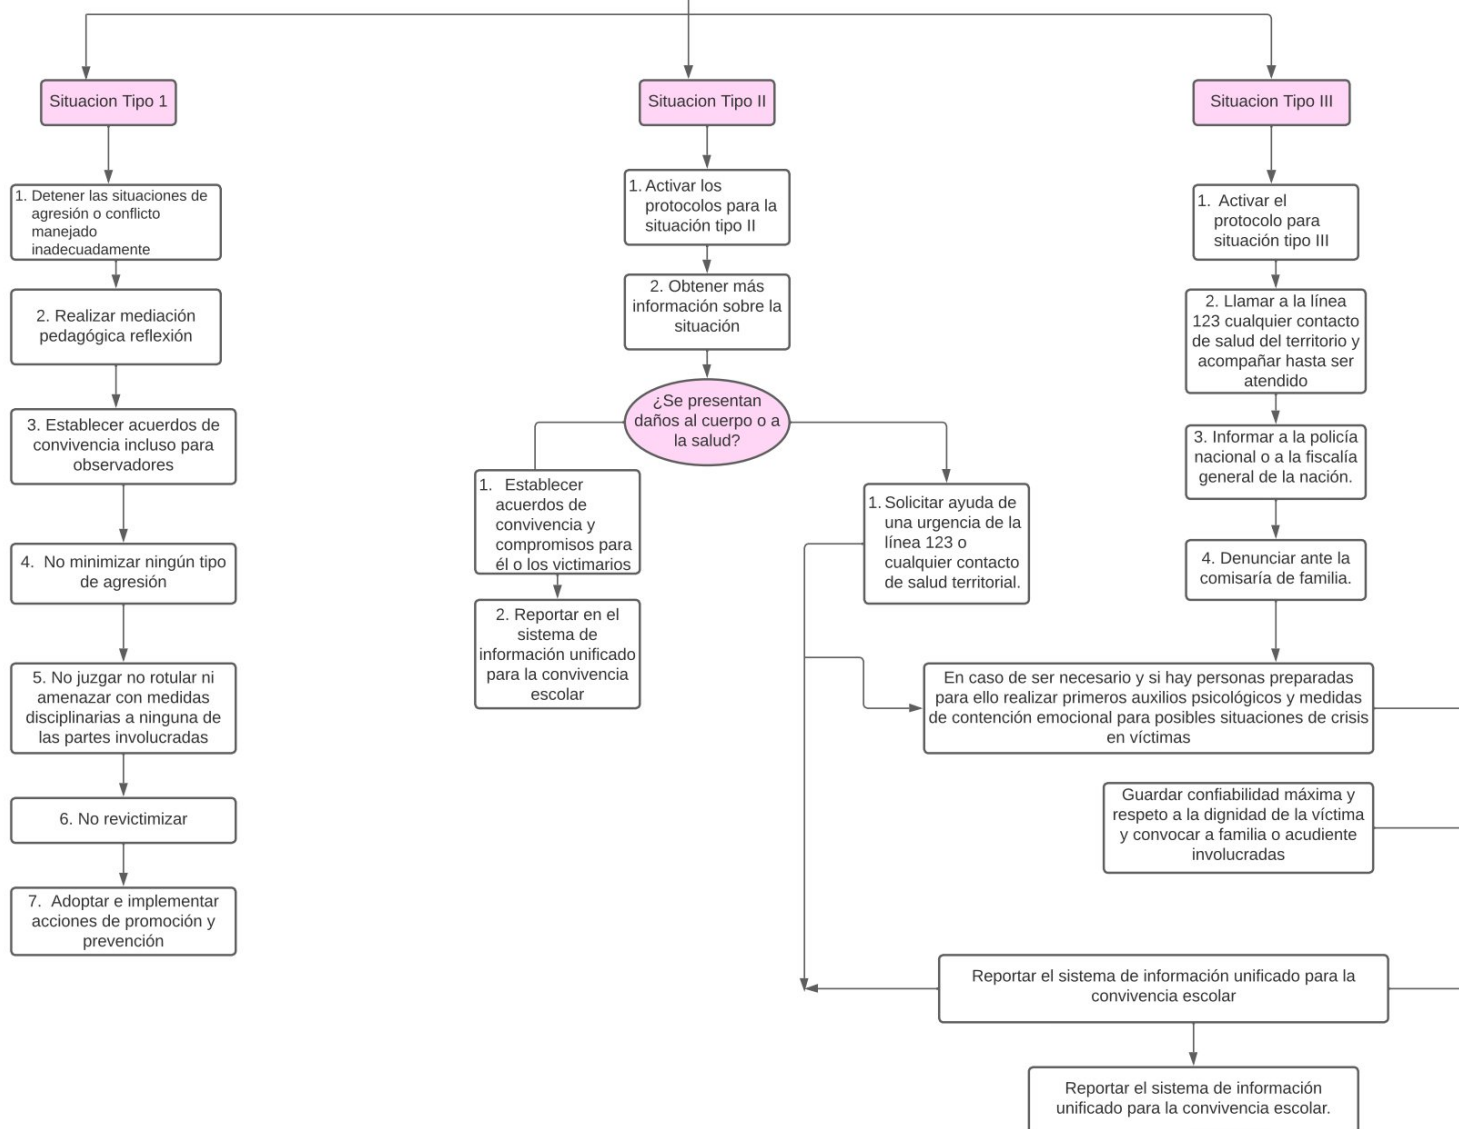 Situacion Tipo 1
1. Detener las situaciones de
agresión o conflicto
manejado
inadecuadamente
2. Realizar mediación
pedagógica reflexión
3. Establecer acuerdos de
convivencia incluso para
observadores
4. No minimizar ningún tipo
de agresión
5. No juzgar no rotular ni
amenazar con medidas
disciplinarias a ninguna de
las partes involucradas
6. No revictimizar
7. Adoptar e implementar
acciones de promoción y
prevención
Situacion Tipo II
1. Activar los
protocolos para la
situación tipo II
2. Obtener más
información sobre la
situación
¿Se presentan
daños al cuerpo o a
la salud?
1. Establecer
acuerdos de
convivencia y
compromisos para
él o los victimarios
2. Reportar en el
sistema de
información unificado
para la convivencia
escolar
1. Solicitar ayuda de
una urgencia de la
línea 123 o
cualquier contacto
de salud territorial.
Situacion Tipo III
1. Activar el
protocolo para
situación tipo III
2. Llamar a la línea
123 cualquier contacto
de salud del territorio y
acompañar hasta ser
atendido
3. Informar a la policía
nacional o a la fiscalía
general de la nación.
4. Denunciar ante la
comisaría de familia.
En caso de ser necesario y si hay personas preparadas
para ello realizar primeros auxilios psicológicos y medidas
de contención emocional para posibles situaciones de crisis
en víctimas
Guardar confiabilidad máxima y
respeto a la dignidad de la víctima
y convocar a familia o acudiente
involucradas
Reportar el sistema de información unificado para la
convivencia escolar
Reportar el sistema de información
unificado para la convivencia escolar.